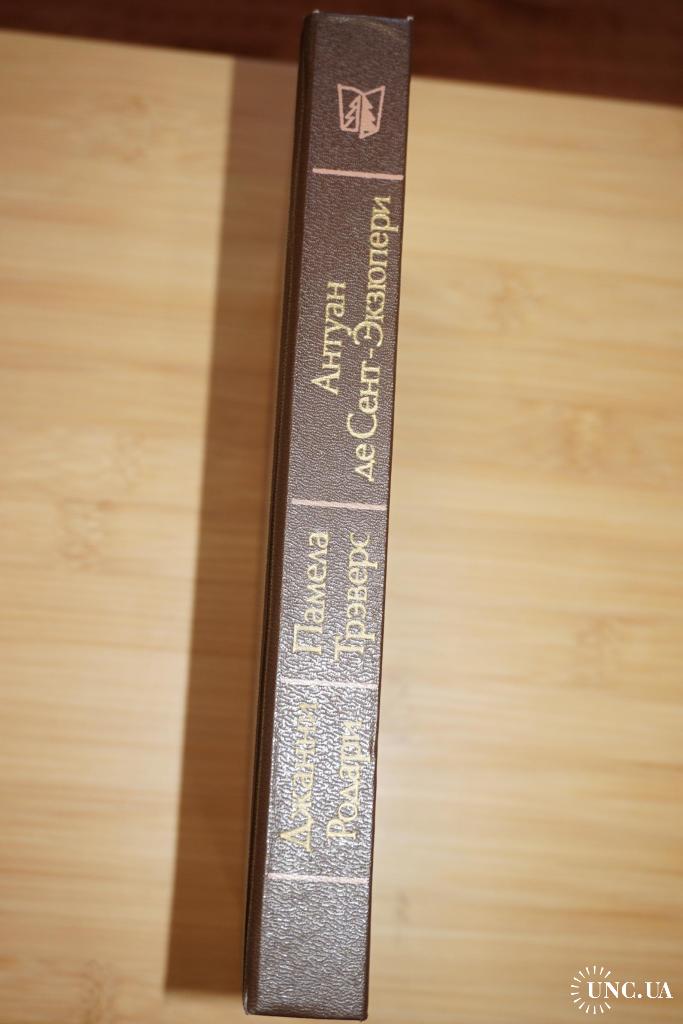 Джанни
Родари
Памела
Трэверс
Антуан
де Сент-Экзюпери
UNC.UA